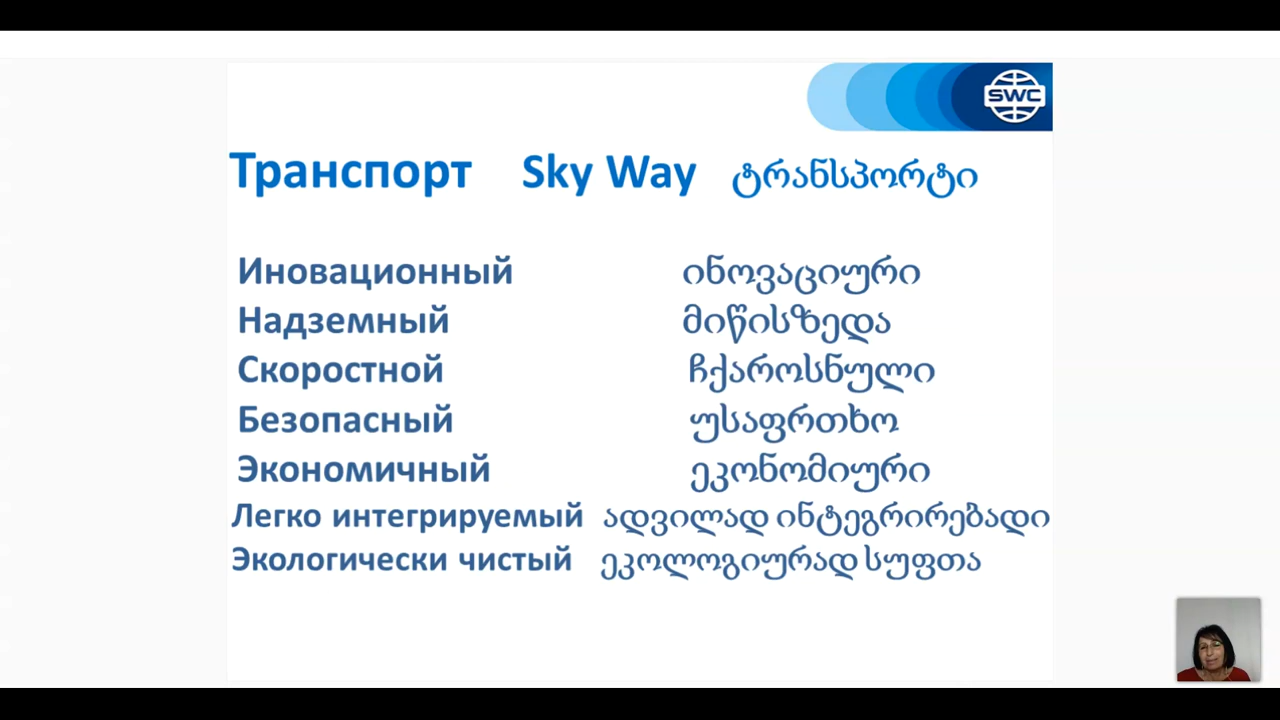 SWC
Транспорт Sky Way ტრანსპორტი
Иновационный ინოვაციური
Надземный მიწისზედა
Скоростной ჩქაროსნული
Безопасный უსაფრთხო
Экономичный ეკონომიური
Легко интегрируемый ადვილად ინტეგრირებადი
Экологически чистый ეკოლოგიურად სუფთა